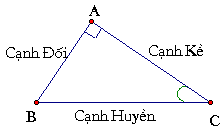 A
Cạnh Đối
Cạnh Kề
B
Cạnh Huyền
C